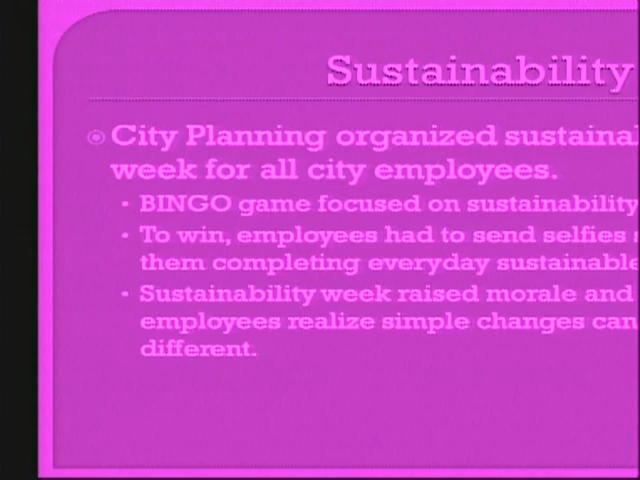 Sustainability
City Planning organized
week for all city employees.
BINGO game focused on sustainability
To win, employees had to send selfies
them completing everyday sustainable
Sustainability week raised morale and
employees realize simple changes can
different.